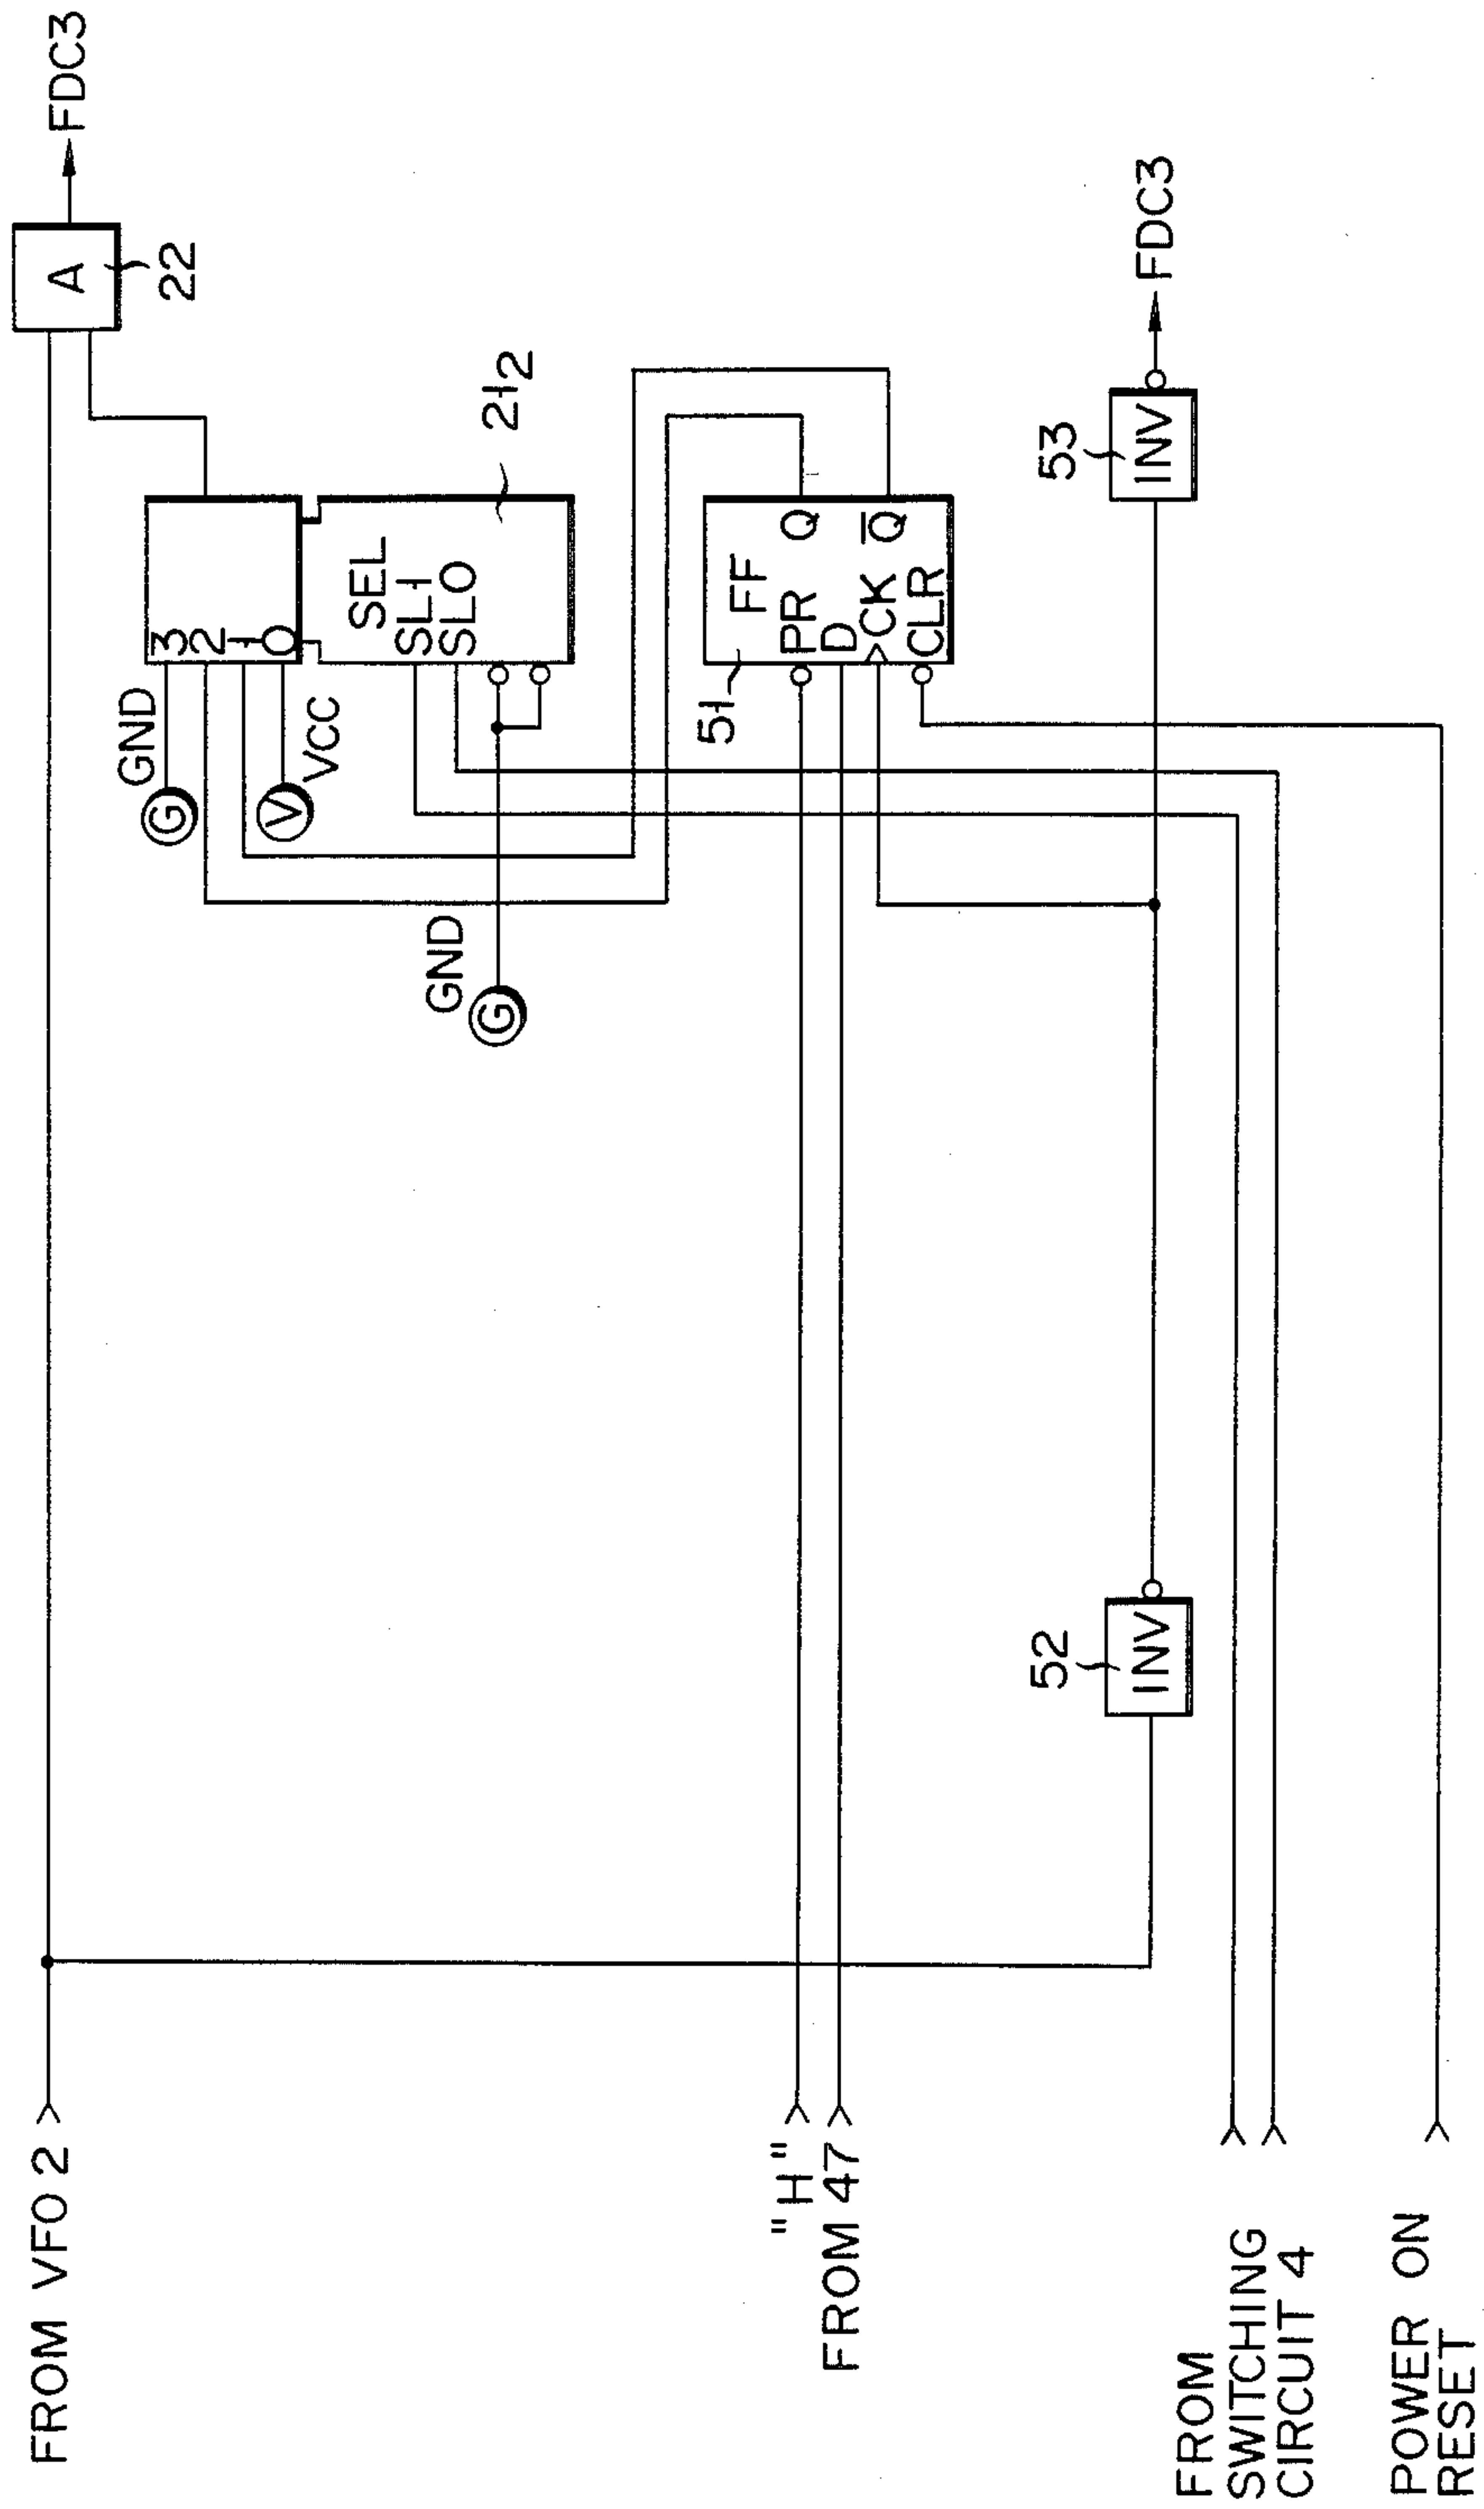 FROM VFO 2
"H"
FROM 47
FROM
SWITCHING
CIRCUIT 4
POWER ON
RESET
52
INV
GND
G
GND
G
V
VCC
3
2
1
0
SEL
SL1
SL0
212
51
FF
PR Q
D
CK Q̅
CLR
53
INV
A
22
FDC3
FDC3